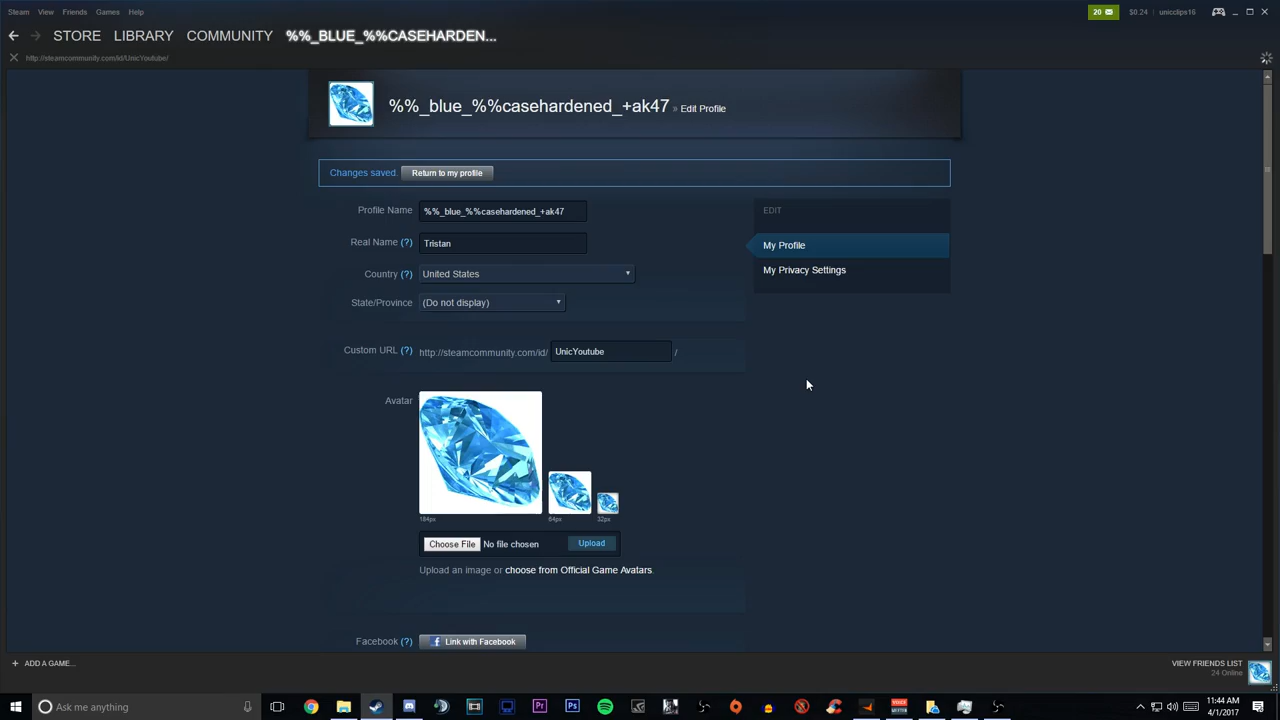 Steam View Friends Games Help
20 $0.24 unicclips16
STORE LIBRARY COMMUNITY %%_BLUE_%%CASEHARDEN...
http://steamcommunity.com/id/UnicYoutube/
%%_blue_%%casehardened_+ak47 » Edit Profile
Changes saved. Return to my profile
Profile Name %%_blue_%%casehardened_+ak47
EDIT
Real Name (?) Tristan
My Profile
Country (?) United States
My Privacy Settings
State/Province (Do not display)
Custom URL (?) http://steamcommunity.com/id/ UnicYoutube /
Avatar
184px 64px 32px
Choose File No file chosen Upload
Upload an image or choose from Official Game Avatars.
Facebook (?) Link with Facebook
+ ADD A GAME...
VIEW FRIENDS LIST
24 Online
Ask me anything
11:44 AM
4/1/2017